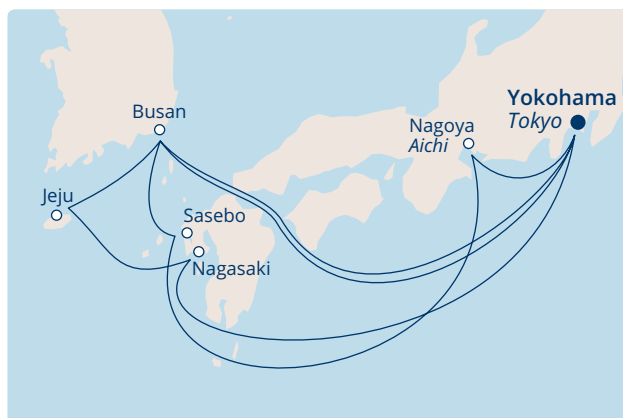 Busan
Yokohama
Tokyo
Nagoya
Aichi
Jeju
Sasebo
Nagasaki